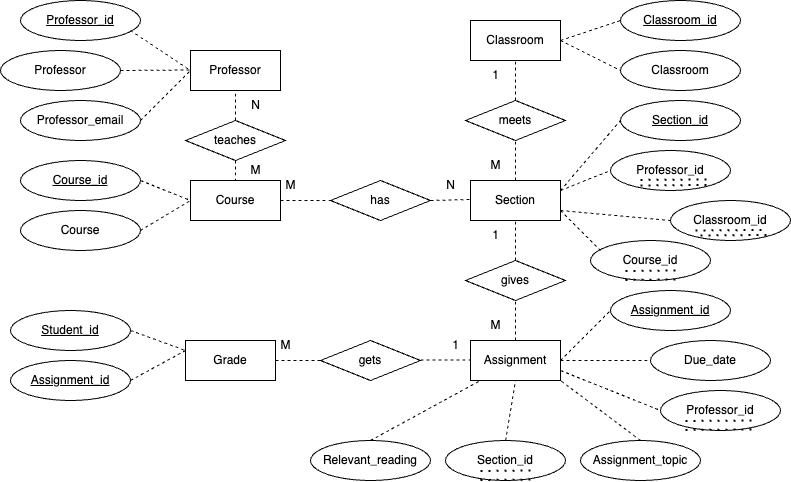 Professor_id
Classroom_id
Professor
Professor
Classroom
Classroom
Professor_email
N
1
teaches
meets
Section_id
M
M
Professor_id
Course_id
Course
M
has
N
Section
Course
1
Classroom_id
gives
Course_id
Assignment_id
M
Student_id
Grade
M
gets
1
Assignment
Due_date
Assignment_id
Professor_id
Relevant_reading
Section_id
Assignment_topic